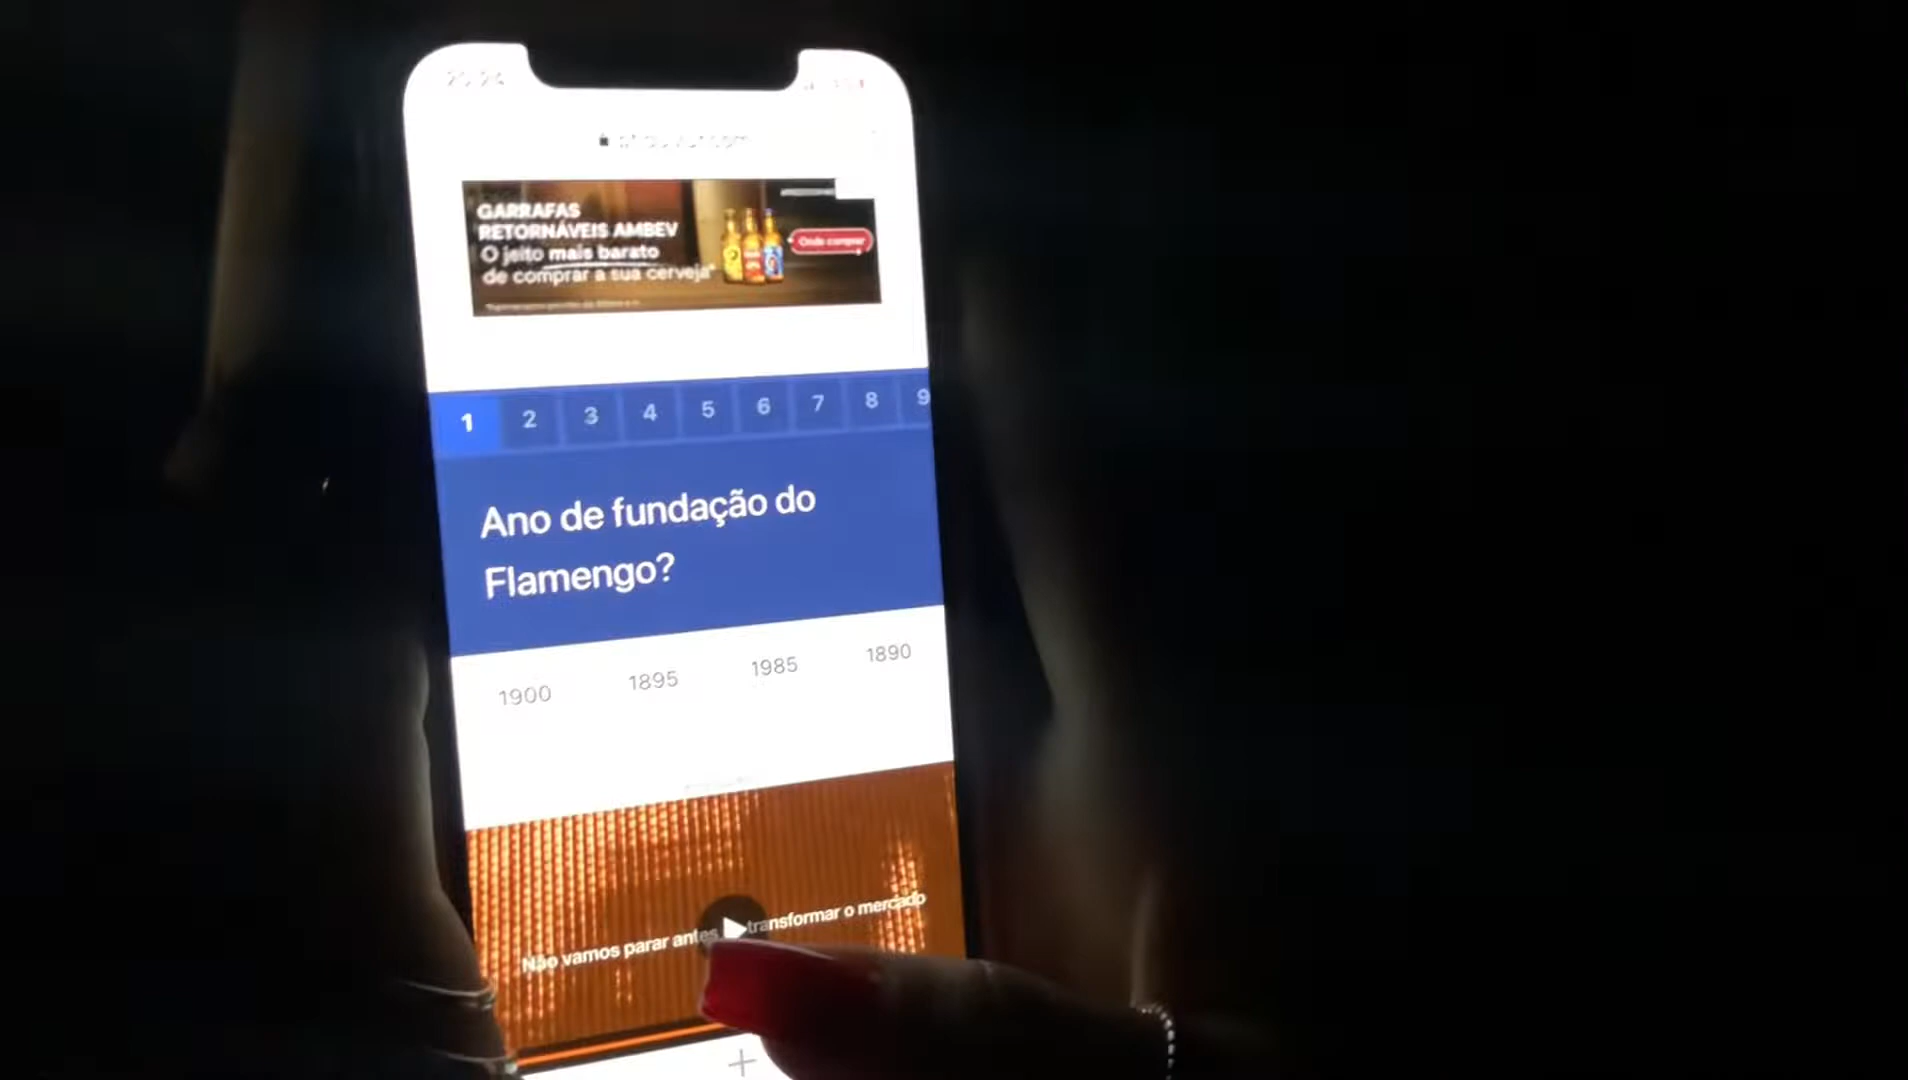 GARRAFAS
RETORNÁVEIS AMBEV
O jeito mais barato
de comprar a sua cerveja*
Onde comprar
1 2 3 4 5 6 7 8 9
Ano de fundação do
Flamengo?
1900 1895 1985 1890
Não vamos parar antes transformar o mercado